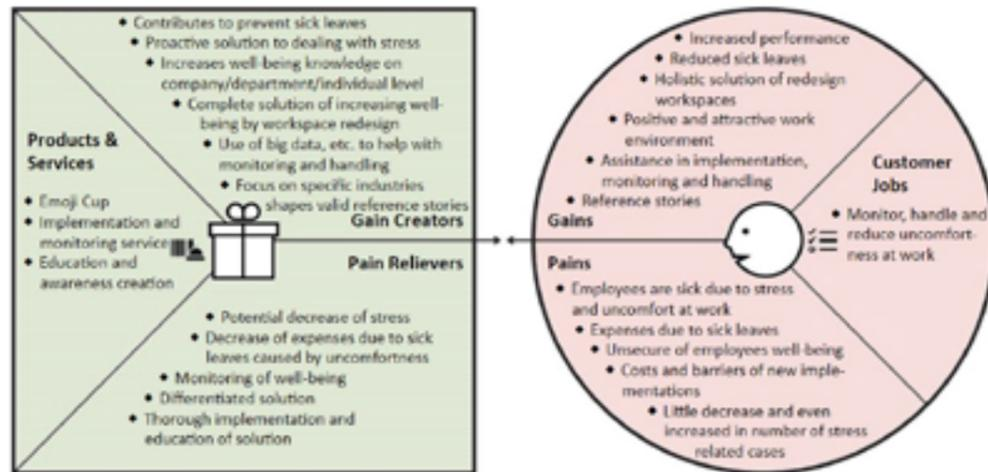 Contributes to prevent sick leaves
Proactive solution to dealing with stress
Increases well-being knowledge on
company/department/individual level
Complete solution of increasing well-
being by workspace redesign
Use of big data, etc. to help with
monitoring and handling
Focus on specific industries
shapes valid reference stories
Gain Creators
Products &
Services
Emoji Cup
Implementation and
monitoring service
Education and
awareness creation
Pain Relievers
Potential decrease of stress
Decrease of expenses due to sick
leaves caused by uncomfortness
Monitoring of well-being
Differentiated solution
Thorough implementation and
education of solution
Increased performance
Reduced sick leaves
Holistic solution of redesign
workspaces
Positive and attractive work
environment
Assistance in implementation,
monitoring and handling
Reference stories
Gains
Customer
Jobs
Monitor, handle and
reduce uncomfort-
ness at work
Pains
Employees are sick due to stress
and uncomfort at work
Expenses due to sick leaves
Unsecure of employees well-being
Costs and barriers of new imple-
mentations
Little decrease and even
increased in number of stress
related cases